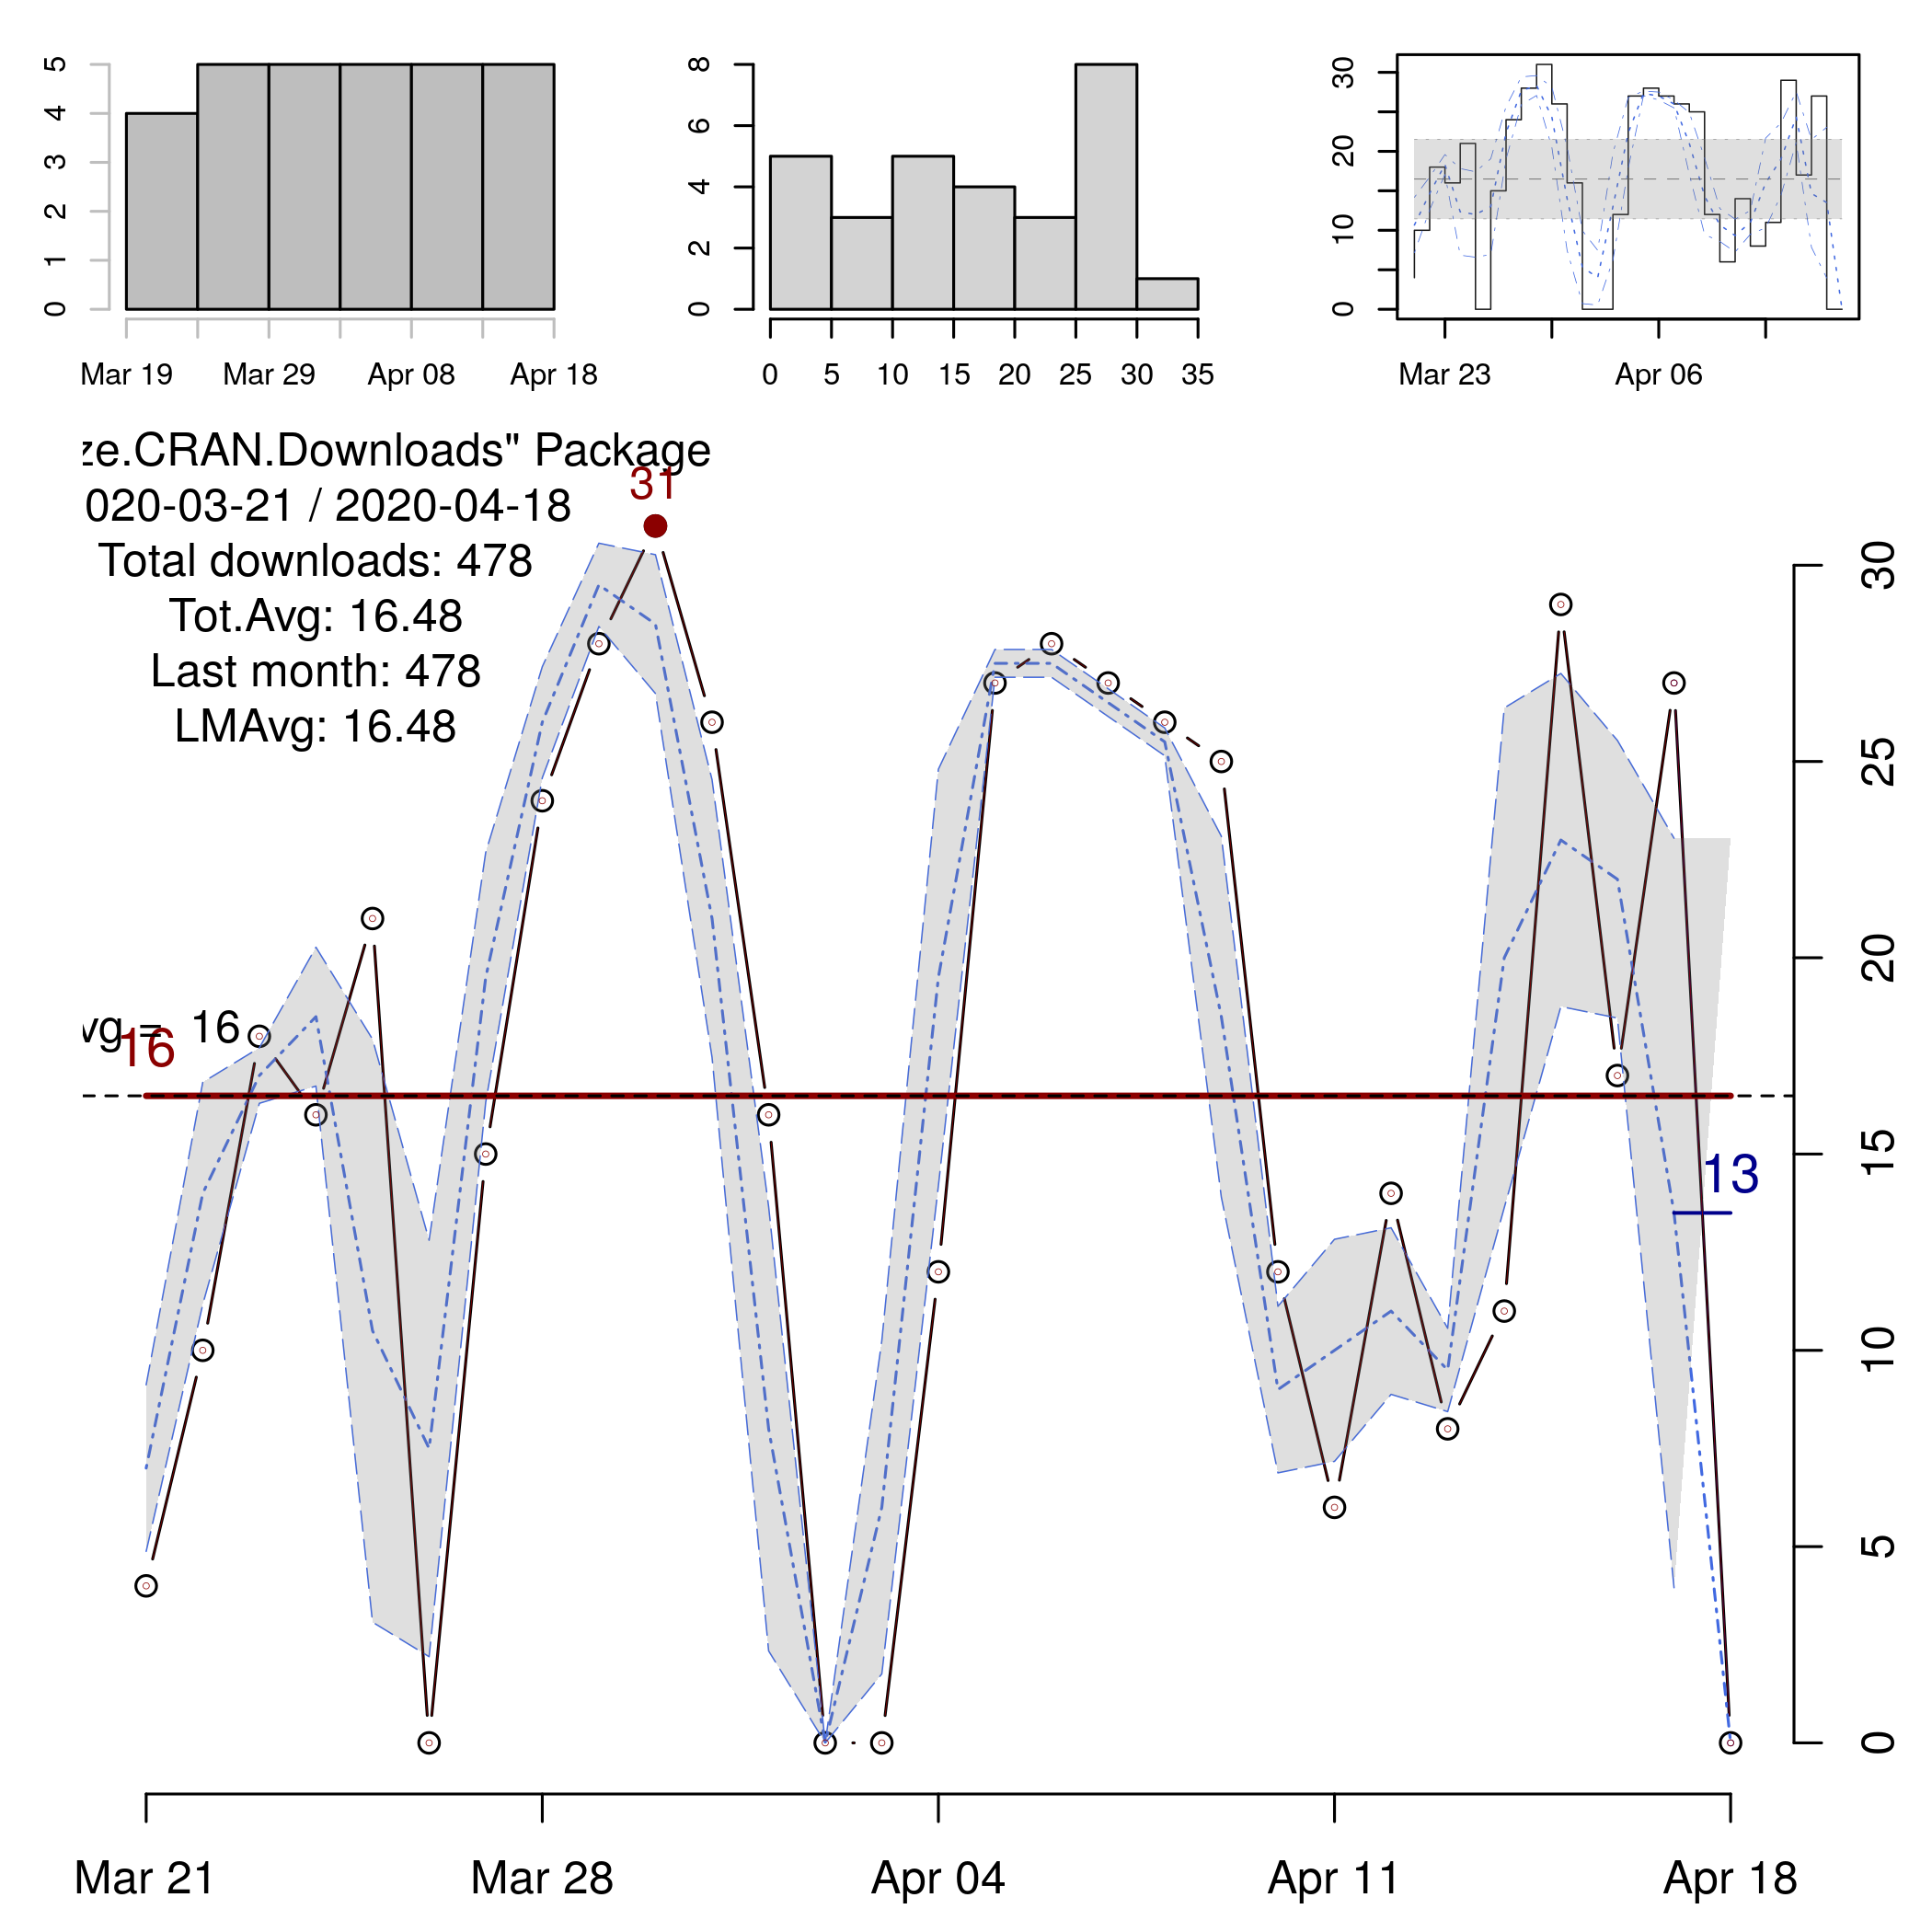 5
4
3
2
1
0
Mar 19 Mar 29 Apr 08 Apr 18
8
6
4
2
0
0 5 10 15 20 25 30 35
30
20
10
0
Mar 23 Apr 06
ze.CRAN.Downloads" Package
31
020-03-21 / 2020-04-18
Total downloads: 478
Tot.Avg: 16.48
Last month: 478
LMAvg: 16.48
vg = 16
16
13
30
25
20
15
10
5
0
Mar 21 Mar 28 Apr 04 Apr 11 Apr 18